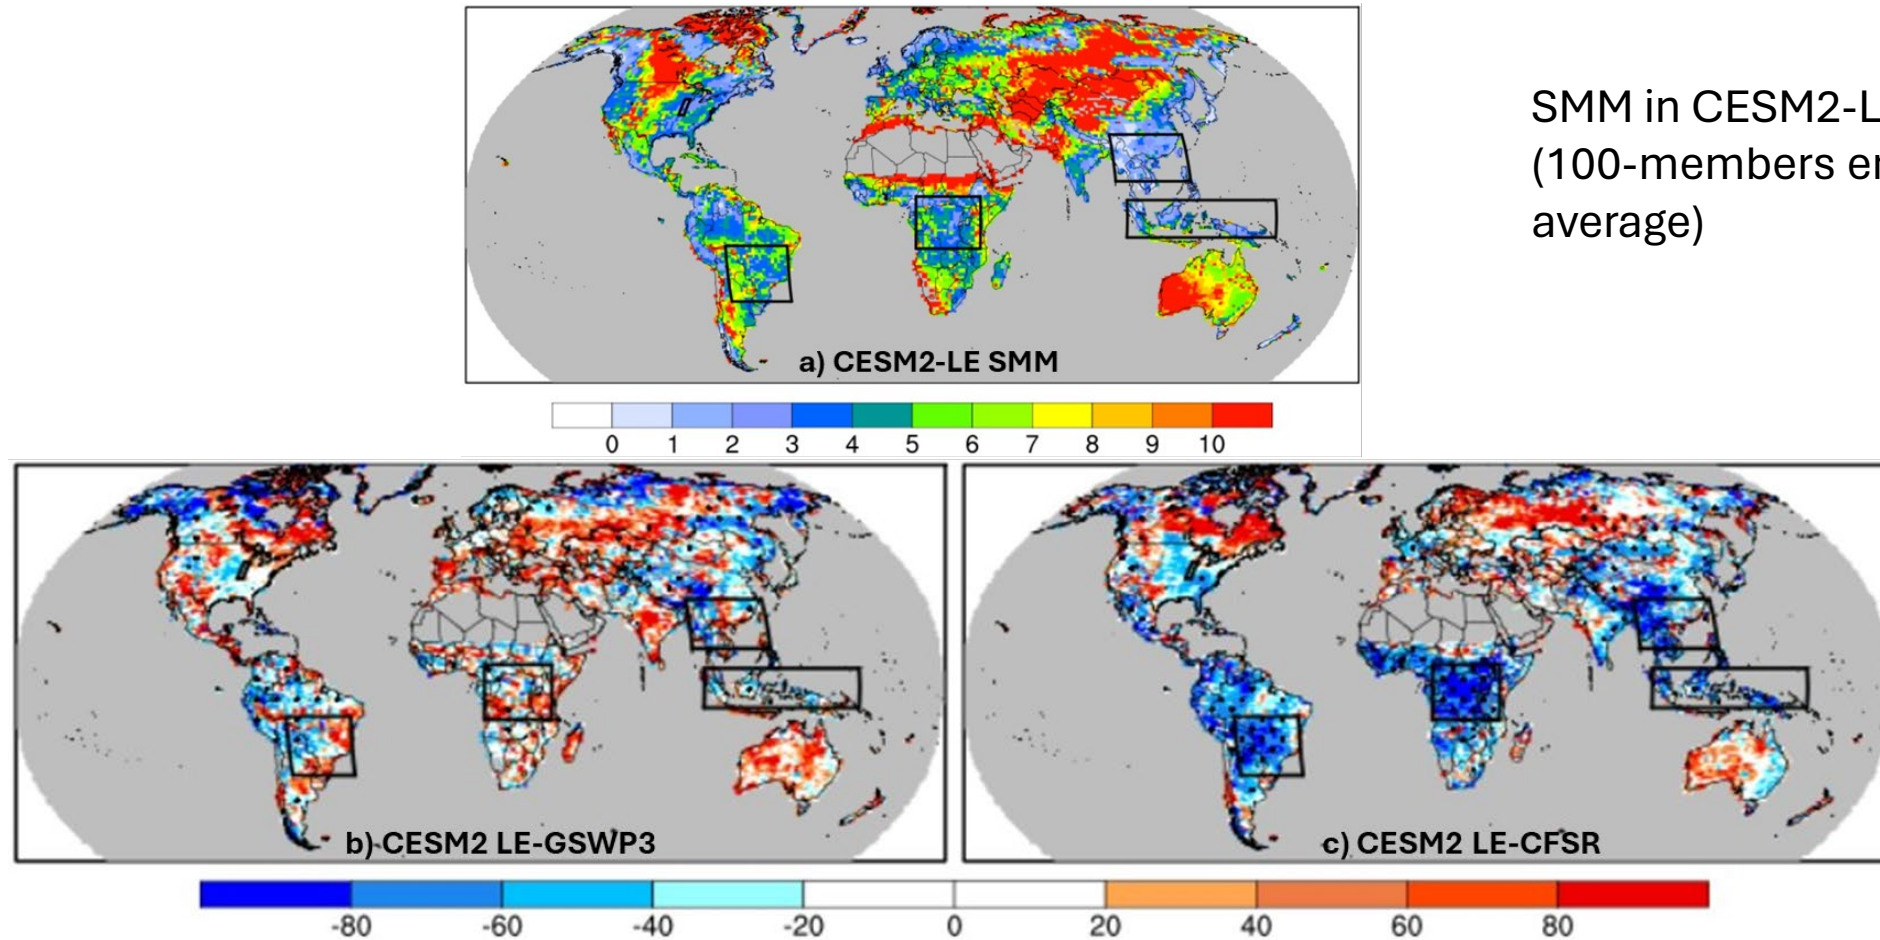 SMM in CESM2-L
(100-members e
average)
a) CESM2-LE SMM
0 1 2 3 4 5 6 7 8 9 10
b) CESM2 LE-GSWP3
c) CESM2 LE-CFSR
-80 -60 -40 -20 0 20 40 60 80